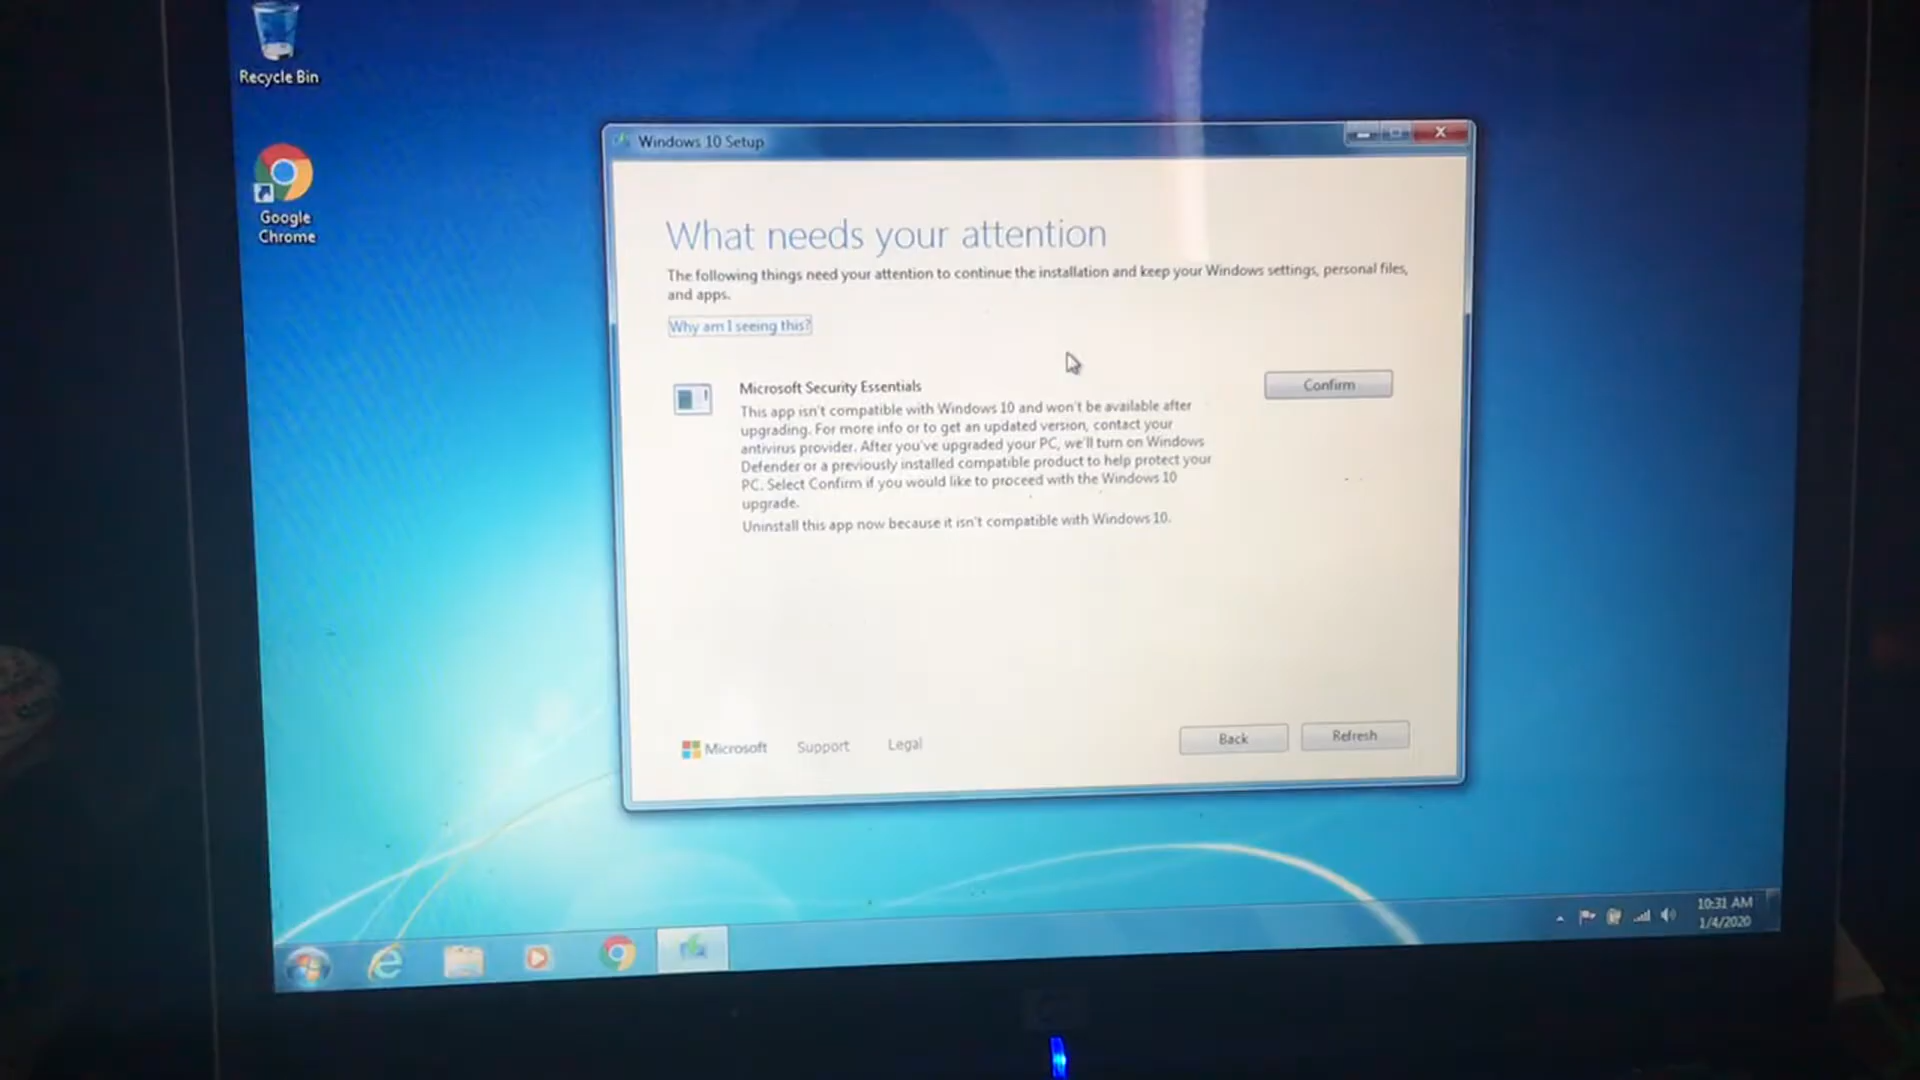 Recycle Bin
Google
Chrome
Windows 10 Setup
What needs your attention
The following things need your attention to continue the installation and keep your Windows settings, personal files,
and apps.
Why am I seeing this?
Microsoft Security Essentials
Confirm
This app isn't compatible with Windows 10 and won't be available after
upgrading. For more info or to get an updated version, contact your
antivirus provider. After you've upgraded your PC, we'll turn on Windows
Defender or a previously installed compatible product to help protect your
PC. Select Confirm if you would like to proceed with the Windows 10
upgrade.
Uninstall this app now because it isn't compatible with Windows 10.
Microsoft
Support
Legal
Back
Refresh
10:31 AM
1/4/2020